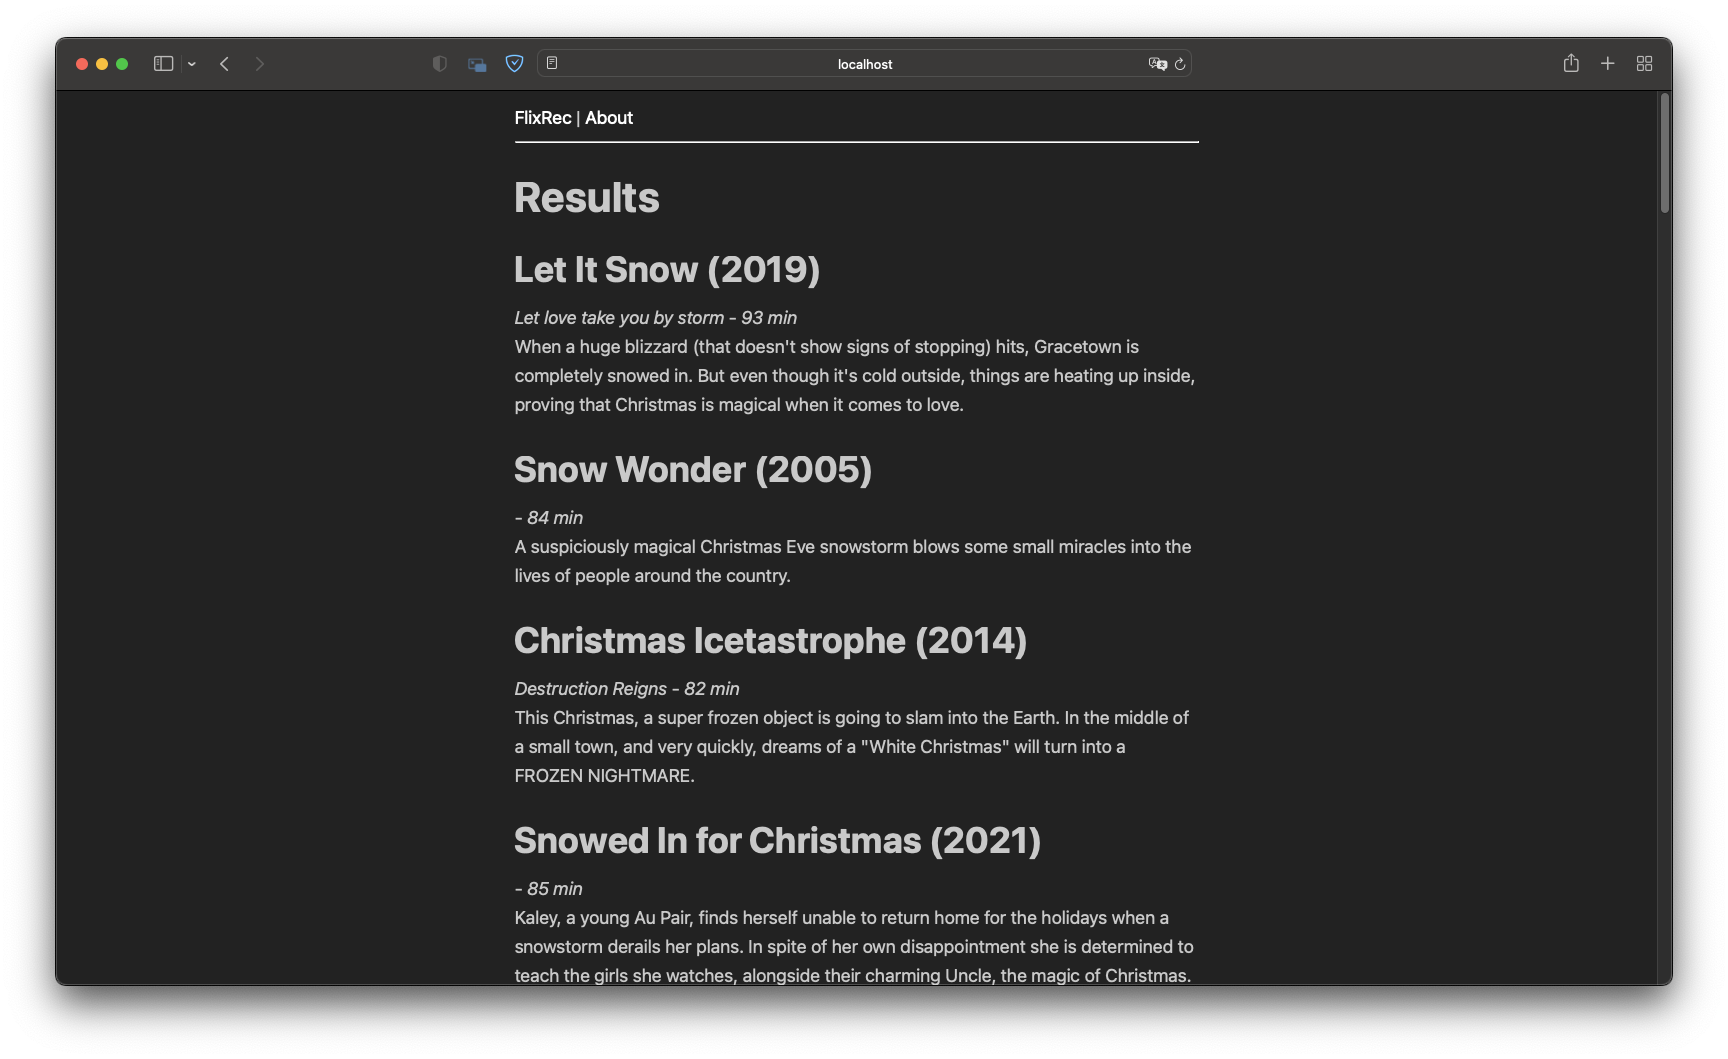 localhost
FlixRec | About
Results
Let It Snow (2019)
Let love take you by storm - 93 min
When a huge blizzard (that doesn't show signs of stopping) hits, Gracetown is
completely snowed in. But even though it's cold outside, things are heating up inside,
proving that Christmas is magical when it comes to love.
Snow Wonder (2005)
- 84 min
A suspiciously magical Christmas Eve snowstorm blows some small miracles into the
lives of people around the country.
Christmas Icetastrophe (2014)
Destruction Reigns - 82 min
This Christmas, a super frozen object is going to slam into the Earth. In the middle of
a small town, and very quickly, dreams of a "White Christmas" will turn into a
FROZEN NIGHTMARE.
Snowed In for Christmas (2021)
- 85 min
Kaley, a young Au Pair, finds herself unable to return home for the holidays when a
snowstorm derails her plans. In spite of her own disappointment she is determined to
teach the girls she watches, alongside their charming Uncle, the magic of Christmas.